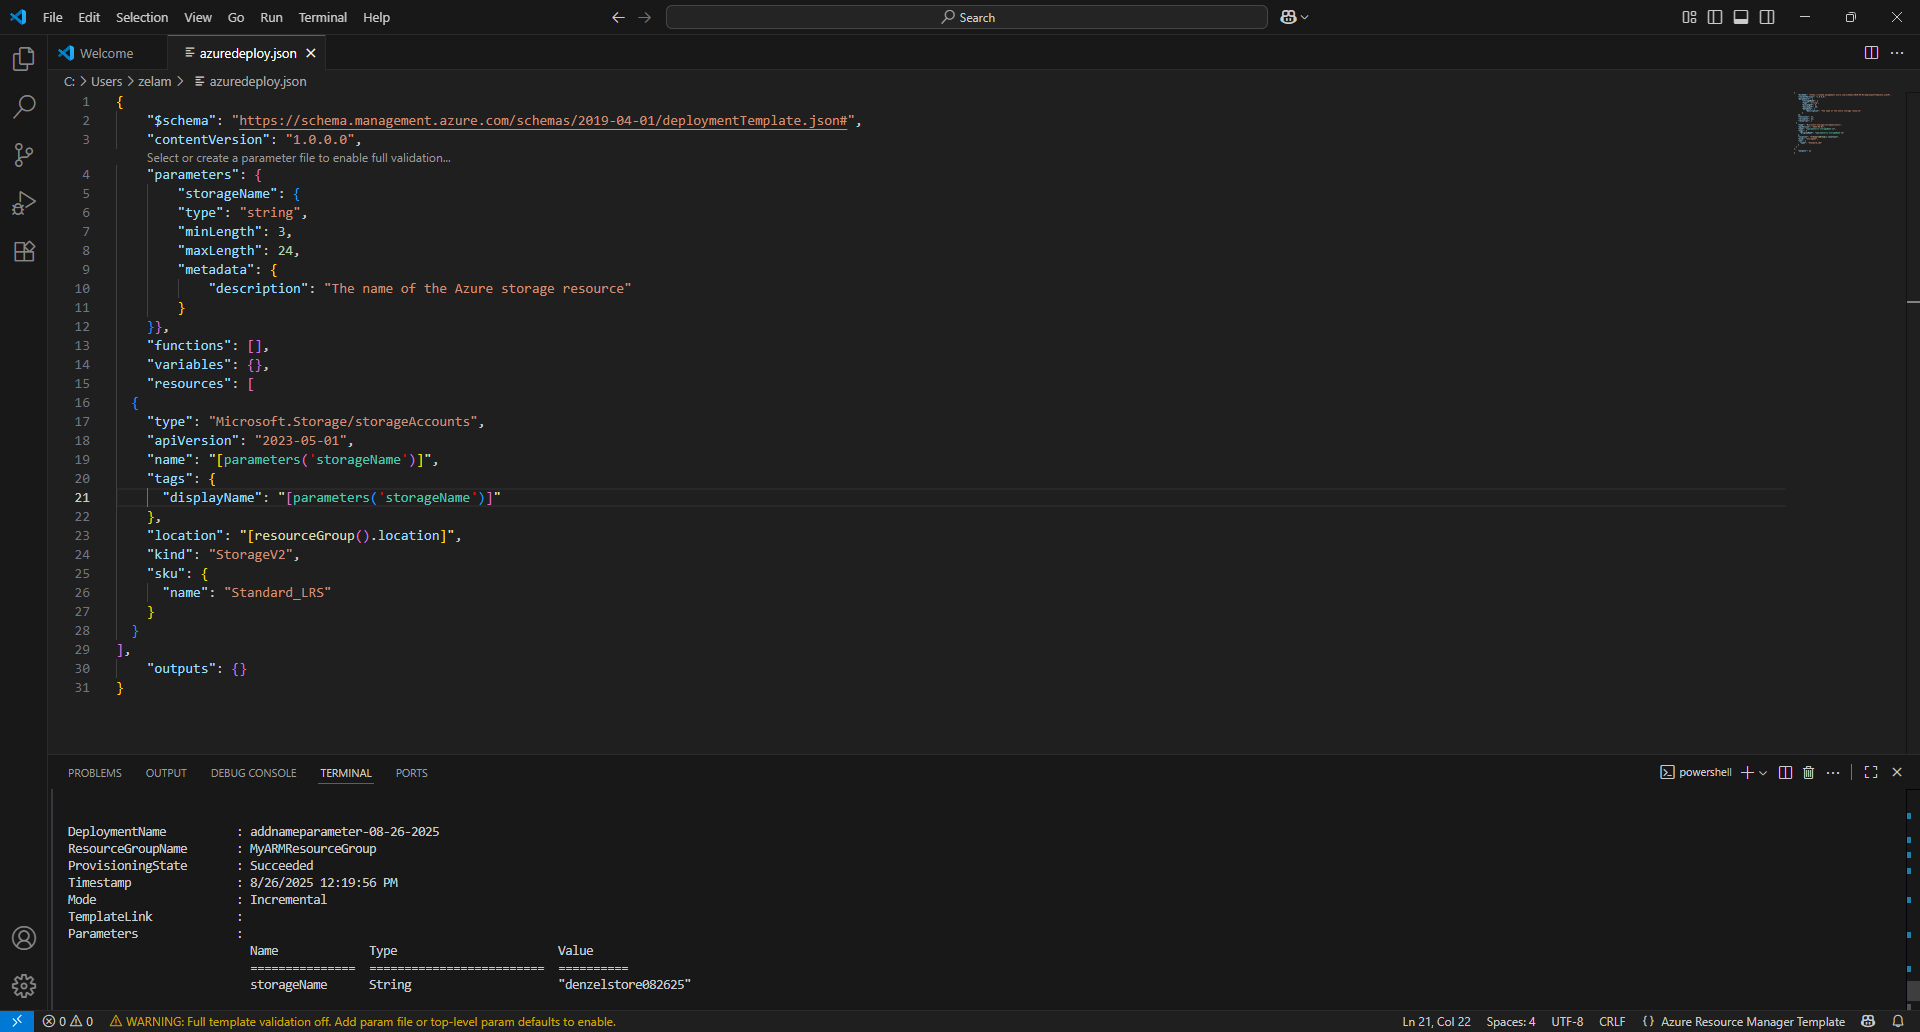 File Edit Selection View Go Run Terminal Help
Search
Welcome
azuredeploy.json
C: > Users > zelam > azuredeploy.json
1 {
2 "$schema": "https://schema.management.azure.com/schemas/2019-04-01/deploymentTemplate.json#",
3 "contentVersion": "1.0.0.0",
Select or create a parameter file to enable full validation...
4 "parameters": {
5 "storageName": {
6 "type": "string",
7 "minLength": 3,
8 "maxLength": 24,
9 "metadata": {
10 "description": "The name of the Azure storage resource"
11 }
12 }},
13 "functions": [],
14 "variables": {},
15 "resources": [
16 {
17 "type": "Microsoft.Storage/storageAccounts",
18 "apiVersion": "2023-05-01",
19 "name": "[parameters('storageName')]",
20 "tags": {
21 "displayName": "[parameters('storageName')]"
22 },
23 "location": "[resourceGroup().location]",
24 "kind": "StorageV2",
25 "sku": {
26 "name": "Standard_LRS"
27 }
28 }
29 ],
30 "outputs": {}
31 }
PROBLEMS OUTPUT DEBUG CONSOLE TERMINAL PORTS
powershell
DeploymentName : addnameparameter-08-26-2025
ResourceGroupName : MyARMResourceGroup
ProvisioningState : Succeeded
Timestamp : 8/26/2025 12:19:56 PM
Mode : Incremental
TemplateLink :
Parameters :
Name Type Value
=============== ========================= ==========
storageName String "denzelstore082625"
0 0 WARNING: Full template validation off. Add param file or top-level param defaults to enable.
Ln 21, Col 22 Spaces: 4 UTF-8 CRLF {} Azure Resource Manager Template